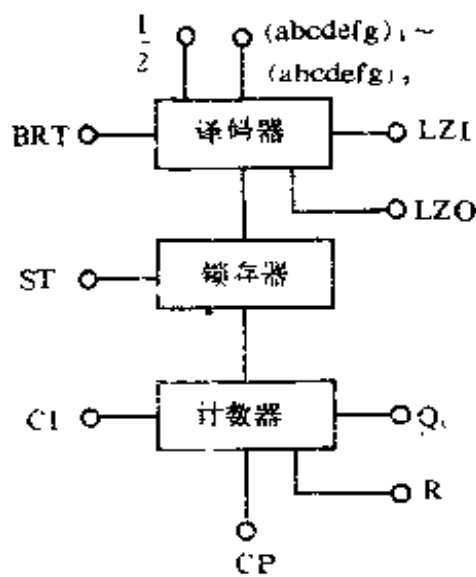 1
2
(abcdefg)₁~
(abcdefg)₂
BRT
译码器
LZI
LZO
ST
锁存器
CI
计数器
Q
R
CP